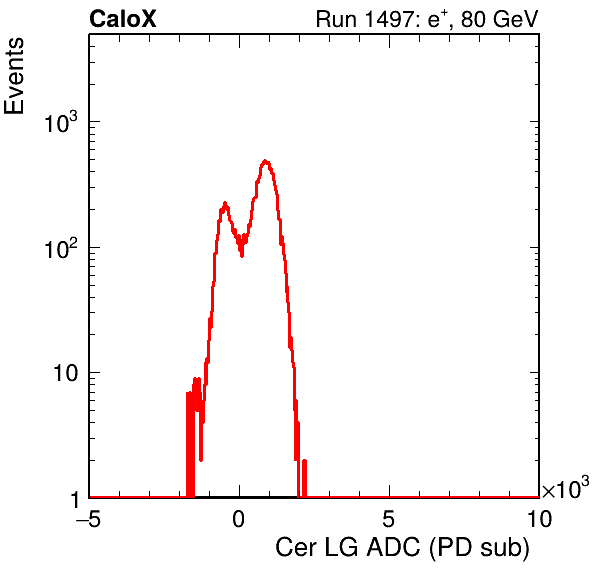 CaloX
Run 1497: e⁺, 80 GeV
Events
10³
10²
10
1
−5
0
5
10
×10³
Cer LG ADC (PD sub)